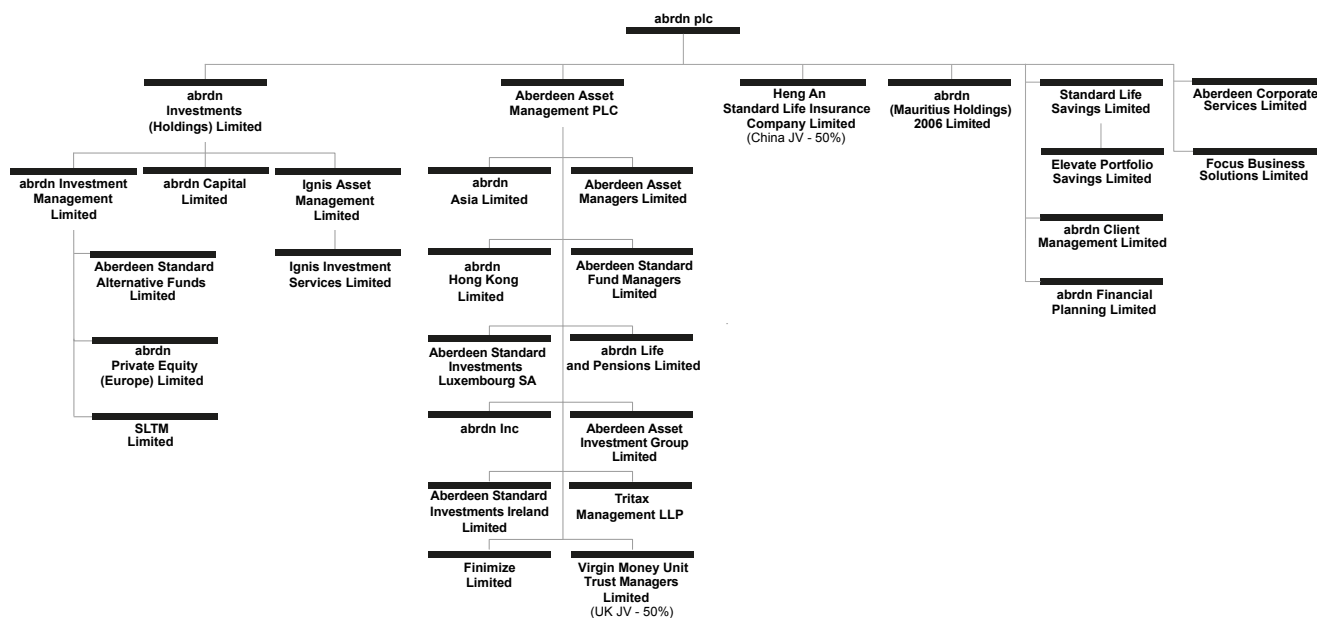 abrdn plc
abrdn
Investments
(Holdings) Limited
Aberdeen Asset
Management PLC
Heng An
Standard Life Insurance
Company Limited
(China JV - 50%)
abrdn
(Mauritius Holdings)
2006 Limited
Standard Life
Savings Limited
Aberdeen Corporate
Services Limited
abrdn Investment
Management
Limited
abrdn Capital
Limited
Ignis Asset
Management
Limited
abrdn
Asia Limited
Aberdeen Asset
Managers Limited
Elevate Portfolio
Savings Limited
Focus Business
Solutions Limited
Aberdeen Standard
Alternative Funds
Limited
Ignis Investment
Services Limited
abrdn
Hong Kong
Limited
Aberdeen Standard
Fund Managers
Limited
abrdn Client
Management Limited
abrdn Financial
Planning Limited
abrdn
Private Equity
(Europe) Limited
Aberdeen Standard
Investments
Luxembourg SA
abrdn Life
and Pensions Limited
SLTM
Limited
abrdn Inc
Aberdeen Asset
Investment Group
Limited
Aberdeen Standard
Investments Ireland
Limited
Tritax
Management LLP
Finimize
Limited
Virgin Money Unit
Trust Managers
Limited
(UK JV - 50%)